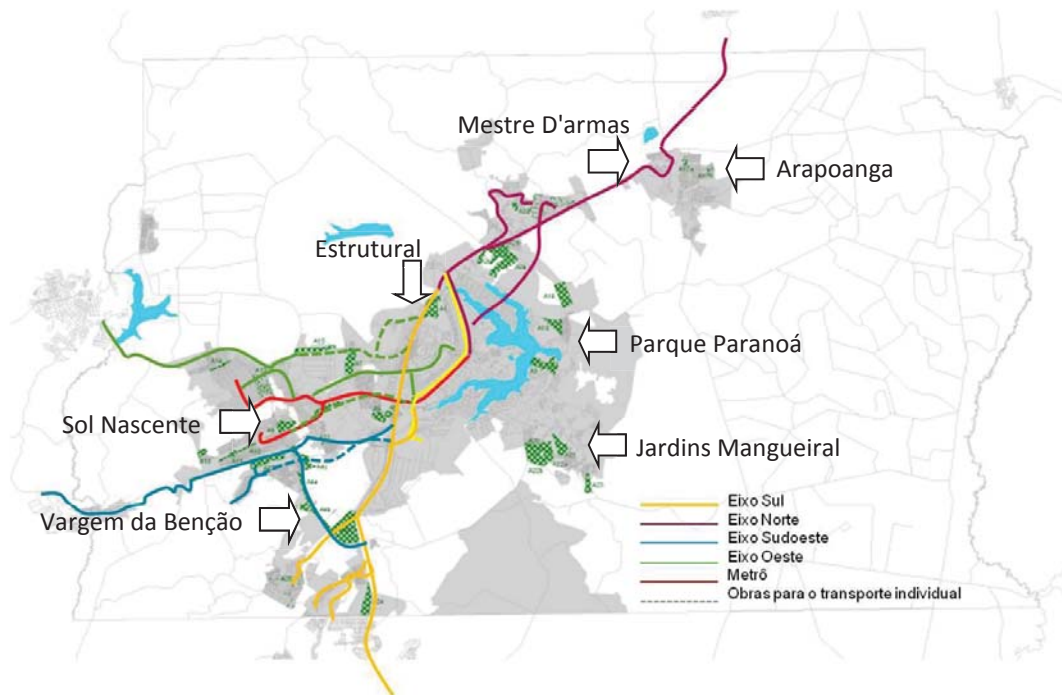 Mestre D'armas
Arapoanga
Estrutural
Parque Paranoá
Sol Nascente
Jardins Mangueiral
Vargem da Benção
Eixo Sul
Eixo Norte
Eixo Sudoeste
Eixo Oeste
Metrô
Obras para o transporte individual